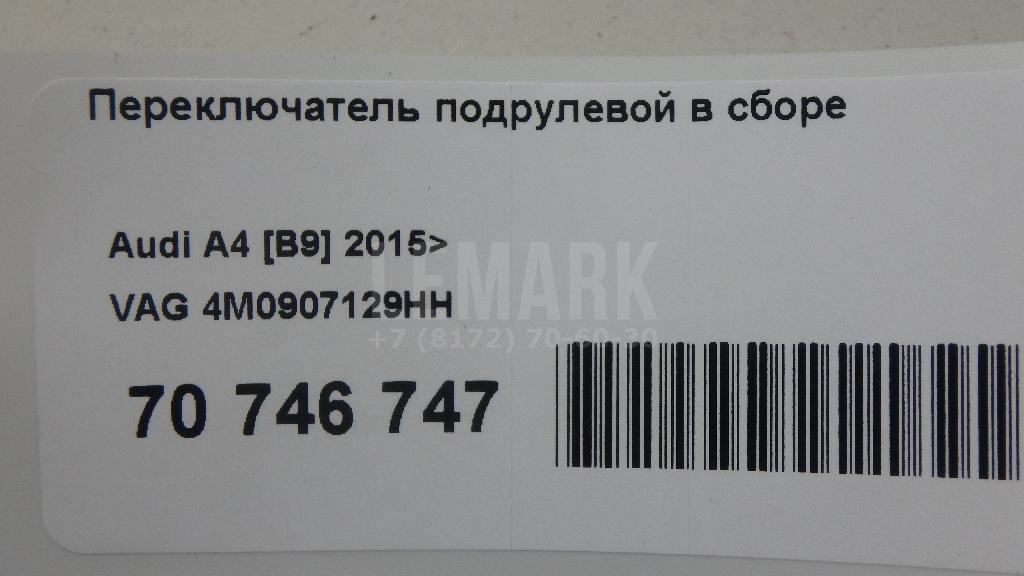 Переключатель подрулевой в сборе
Audi A4 [B9] 2015>
LEMARK
VAG 4M0907129HH
+7 (8172) 70-60-30
70 746 747